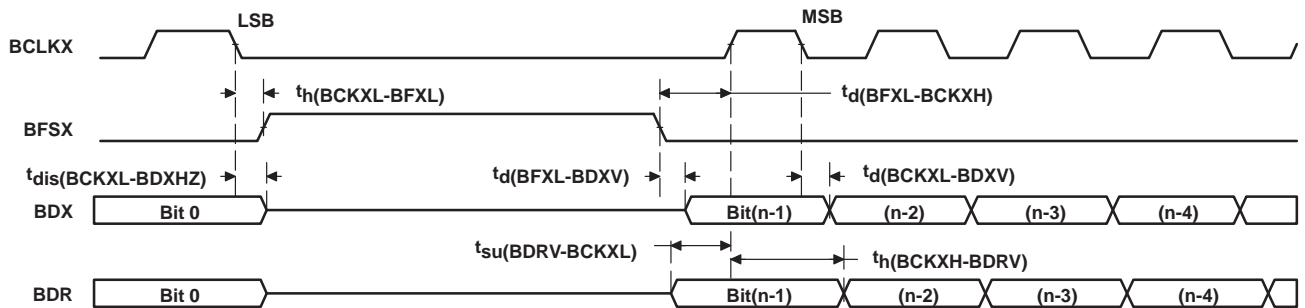 LSB
MSB
BCLKX
th(BCKXL-BFXL)
td(BFXL-BCKXH)
BFSX
tdis(BCKXL-BDXHZ)
td(BFXL-BDXV)
td(BCKXL-BDXV)
BDX
Bit 0
Bit(n-1)
(n-2)
(n-3)
(n-4)
tsu(BDRV-BCKXL)
th(BCKXH-BDRV)
BDR
Bit 0
Bit(n-1)
(n-2)
(n-3)
(n-4)